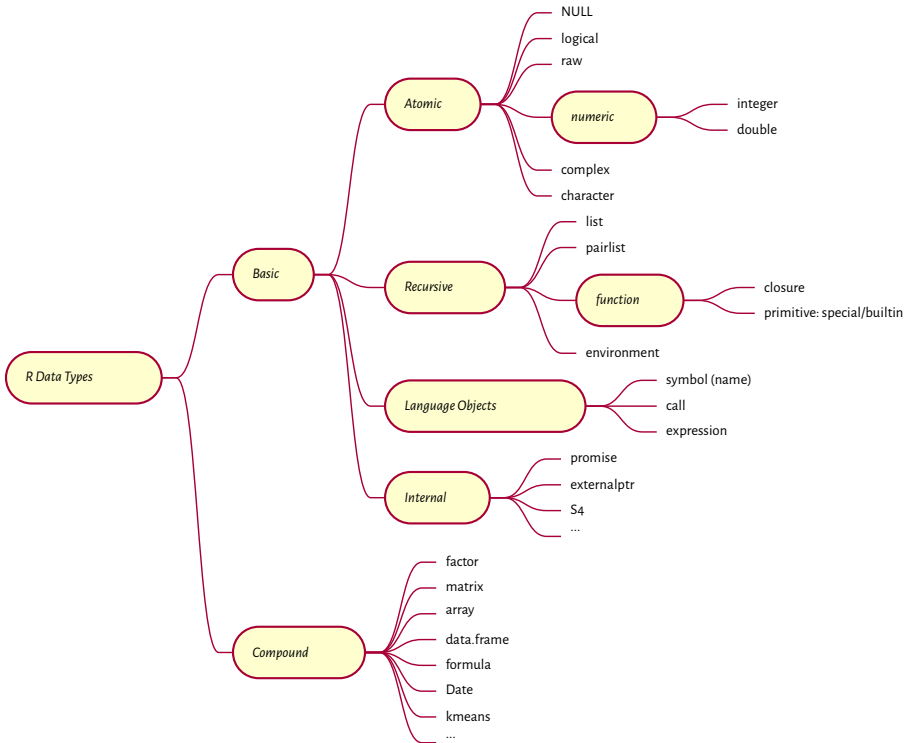 NULL
logical
raw
Atomic
numeric
integer
double
complex
character
list
pairlist
Basic
Recursive
function
closure
primitive: special/builtin
environment
R Data Types
Language Objects
symbol (name)
call
expression
Internal
promise
externalptr
S4
...
factor
matrix
array
Compound
data.frame
formula
Date
kmeans
...